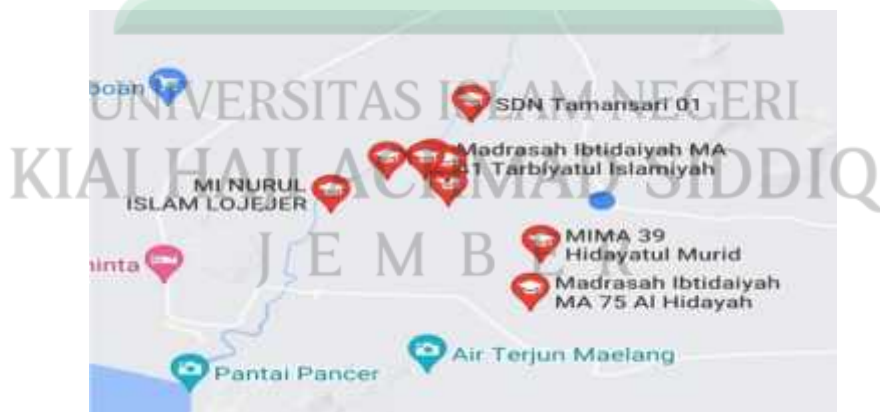 UNIVERSITAS ISLAM NEGERI
KIAI HAJI ACHMAD SIDDIQ
J E M B E R
SDN Tamansari 01
Madrasah Ibtidaiyah MA
41 Tarbiyatul Islamiyah
MI NURUL
ISLAM LOJEJER
MIMA 39
Hidayatul Murid
Madrasah Ibtidaiyah
MA 75 Al Hidayah
Air Terjun Maelang
Pantai Pancer